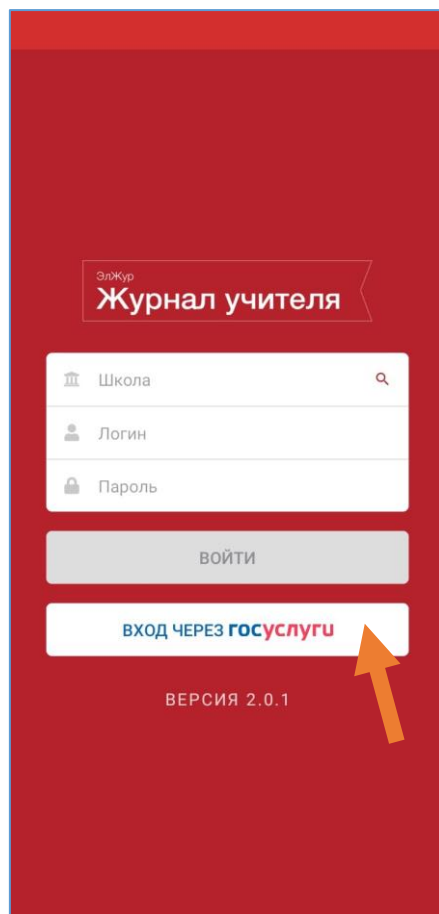 ЭлЖур
Журнал учителя
Школа
Логин
Пароль
ВОЙТИ
ВХОД ЧЕРЕЗ госуслуги
ВЕРСИЯ 2.0.1